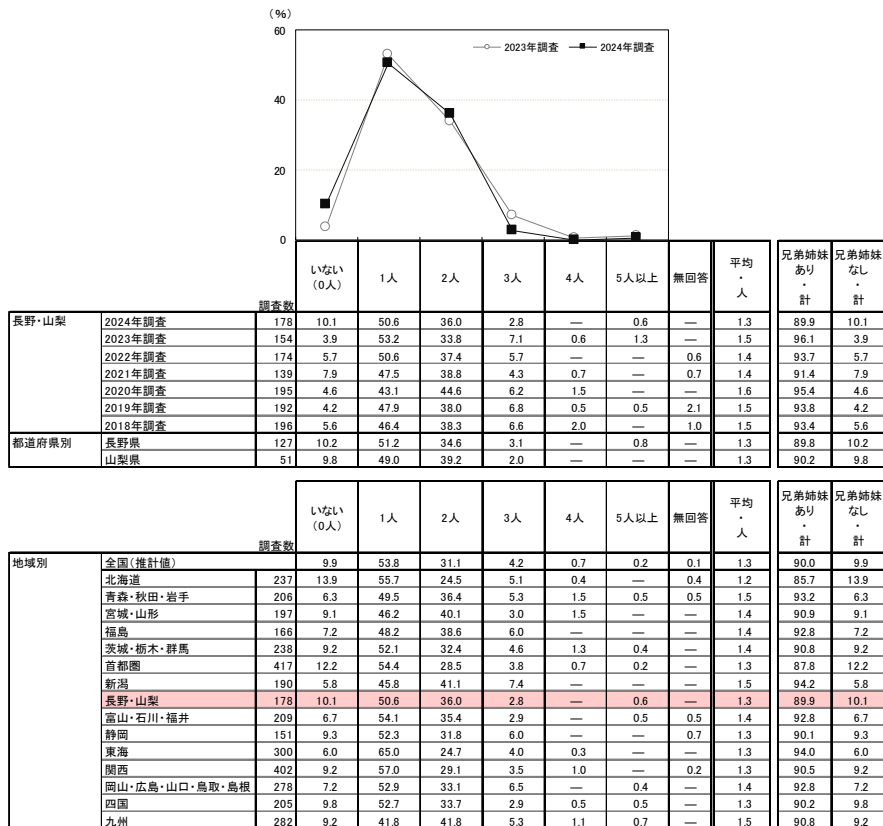 (%)
60
40
20
0
2023年調査 2024年調査
調査数 いない(0人) 1人 2人 3人 4人 5人以上 無回答 平均・人 兄弟姉妹あり・計 兄弟姉妹なし・計
長野・山梨 2024年調査 178 10.1 50.6 36.0 2.8 — 0.6 — 1.3 89.9 10.1
2023年調査 154 3.9 53.2 33.8 7.1 0.6 1.3 — 1.5 96.1 3.9
2022年調査 174 5.7 50.6 37.4 5.7 — — 0.6 1.4 93.7 5.7
2021年調査 139 7.9 47.5 38.8 4.3 0.7 — 0.7 1.4 91.4 7.9
2020年調査 195 4.6 43.1 44.6 6.2 1.5 — — 1.6 95.4 4.6
2019年調査 192 4.2 47.9 38.0 6.8 0.5 0.5 2.1 1.5 93.8 4.2
2018年調査 196 5.6 46.4 38.3 6.6 2.0 — 1.0 1.5 93.4 5.6
都道府県別 長野県 127 10.2 51.2 34.6 3.1 — 0.8 — 1.3 89.8 10.2
山梨県 51 9.8 49.0 39.2 2.0 — — — 1.3 90.2 9.8
調査数 いない(0人) 1人 2人 3人 4人 5人以上 無回答 平均・人 兄弟姉妹あり・計 兄弟姉妹なし・計
地域別 全国(推計値) 9.9 53.8 31.1 4.2 0.7 0.2 0.1 1.3 90.0 9.9
北海道 237 13.9 55.7 24.5 5.1 0.4 — 0.4 1.2 85.7 13.9
青森・秋田・岩手 206 6.3 49.5 36.4 5.3 1.5 0.5 0.5 1.5 93.2 6.3
宮城・山形 197 9.1 46.2 40.1 3.0 1.5 — — 1.4 90.9 9.1
福島 166 7.2 48.2 38.6 6.0 — — — 1.4 92.8 7.2
茨城・栃木・群馬 238 9.2 52.1 32.4 4.6 1.3 0.4 — 1.4 90.8 9.2
首都圏 417 12.2 54.4 28.5 3.8 0.7 0.2 — 1.3 87.8 12.2
新潟 190 5.8 45.8 41.1 7.4 — — — 1.5 94.2 5.8
長野・山梨 178 10.1 50.6 36.0 2.8 — 0.6 — 1.3 89.9 10.1
富山・石川・福井 209 6.7 54.1 35.4 2.9 — 0.5 0.5 1.4 92.8 6.7
静岡 151 9.3 52.3 31.8 6.0 — — 0.7 1.3 90.1 9.3
東海 300 6.0 65.0 24.7 4.0 0.3 — — 1.3 94.0 6.0
関西 402 9.2 57.0 29.1 3.5 1.0 — 0.2 1.3 90.5 9.2
岡山・広島・山口・鳥取・島根 278 7.2 52.9 33.1 6.5 — 0.4 — 1.4 92.8 7.2
四国 205 9.8 52.7 33.7 2.9 0.5 0.5 — 1.3 90.2 9.8
九州 282 9.2 41.8 41.8 5.3 1.1 0.7 — 1.5 90.8 9.2